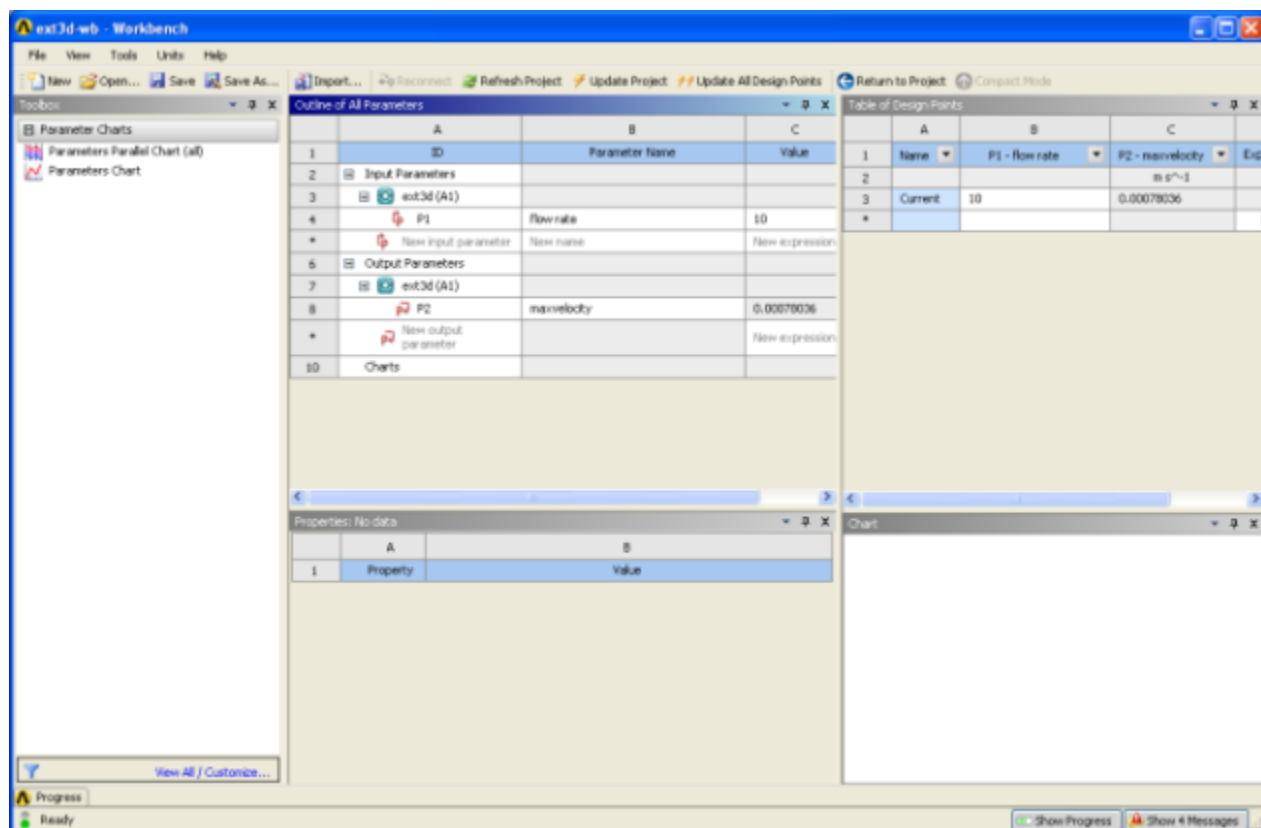 ext3d-wb - Workbench
File View Tools Units Help
New Open... Save Save As... Import... Reconnect Refresh Project Update Project Update All Design Points Return to Project Compact Mode
Toolbox
Parameter Charts
Parameters Parallel Chart (all)
Parameters Chart
View All / Customize...
Outline of All Parameters
A B C
1 ID Parameter Name Value
2 Input Parameters
3 ext3d (A1)
4 P1 flow rate 10
* New input parameter New name New expression
6 Output Parameters
7 ext3d (A1)
8 P2 maxvelocity 0.00078036
* New output parameter New expression
10 Charts
Properties: No data
A B
1 Property Value
Table of Design Points
A B C
1 Name P1 - flow rate P2 - maxvelocity Exp
2 m s^-1
3 Current 10 0.00078036
*
Chart
Progress
Ready
Show Progress Show 4 Messages